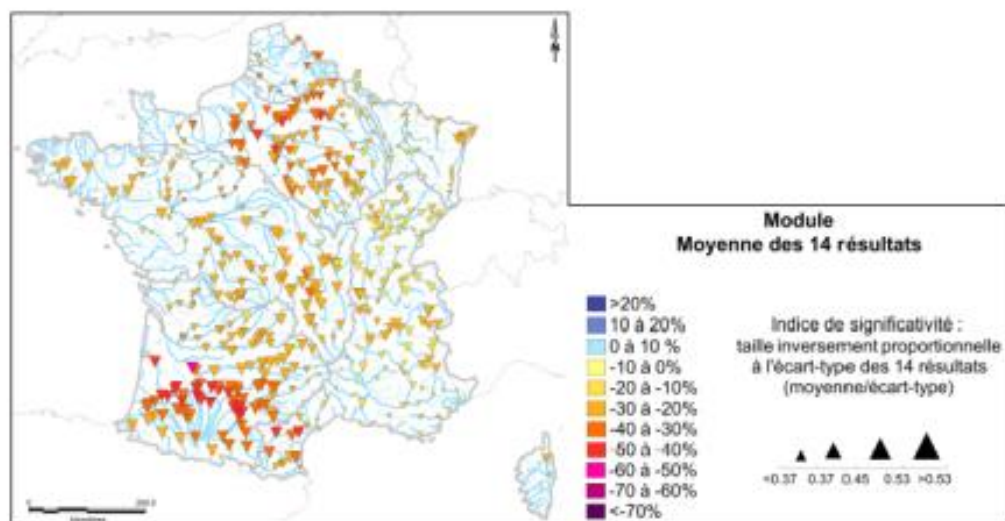 N
Module
Moyenne des 14 résultats
>20%
10 à 20%
0 à 10 %
-10 à 0%
-20 à -10%
-30 à -20%
-40 à -30%
-50 à -40%
-60 à -50%
-70 à -60%
<-70%
Indice de significativité :
taille inversement proportionnelle
à l'écart-type des 14 résultats
(moyenne/écart-type)
<0.37 0.37 0.45 0.53 >0.53
0